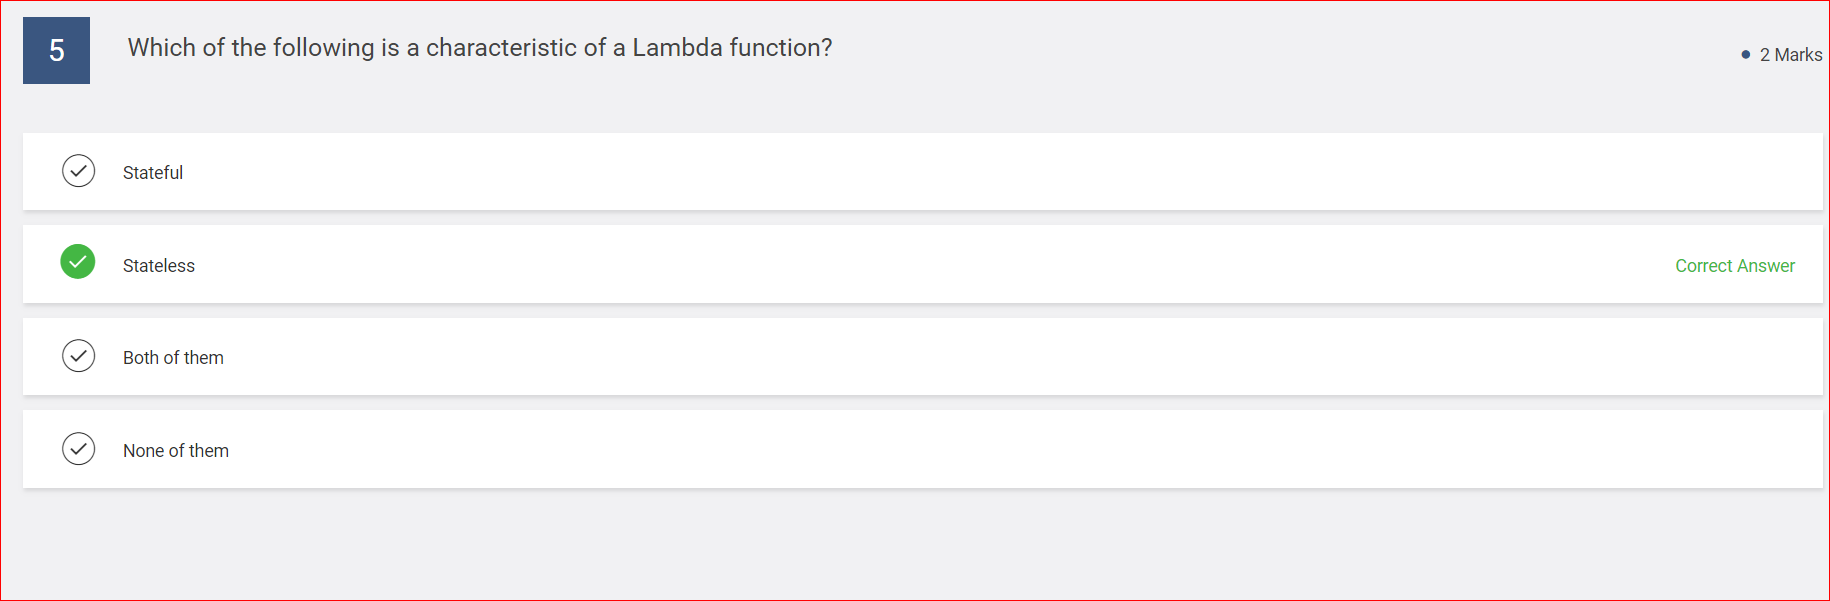 5
Which of the following is a characteristic of a Lambda function?
2 Marks
Stateful
Stateless
Correct Answer
Both of them
None of them